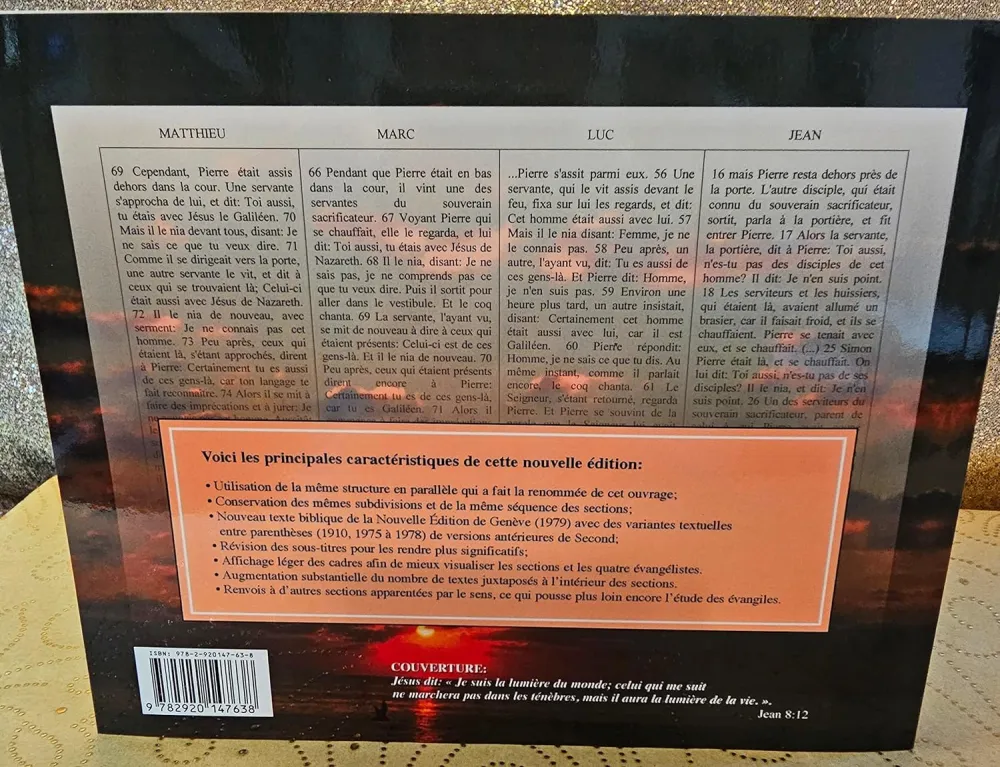 MATTHIEU
69 Cependant, Pierre était assis
dehors dans la cour. Une servante
s'approcha de lui, et dit: Toi aussi,
tu étais avec Jésus le Galiléen. 70
Mais il le nia devant tous, disant: Je
ne sais ce que tu veux dire. 71
Comme il se dirigeait vers la porte,
une autre servante le vit, et dit à
ceux qui se trouvaient là; Celui-ci
était aussi avec Jésus de Nazareth.
72 Il le nia de nouveau, avec
serment: Je ne connais pas cet
homme. 73 Peu après, ceux qui
étaient là, s'étant approchés, dirent
à Pierre: Certainement tu es aussi
de ces gens-là, car ton langage te
fait reconnaître. 74 Alors il se mit à
faire des imprécations et à jurer: Je
MARC
66 Pendant que Pierre était en bas
dans la cour, il vint une des
servantes du souverain
sacrificateur. 67 Voyant Pierre qui
se chauffait, elle le regarda, et lui
dit: Toi aussi, tu étais avec Jésus de
Nazareth. 68 Il le nia, disant: Je ne
sais pas, je ne comprends pas ce
que tu veux dire. Puis il sortit pour
aller dans le vestibule. Et le coq
chanta. 69 La servante, l'ayant vu,
se mit de nouveau à dire à ceux qui
étaient présents: Celui-ci est de ces
gens-là. Et il le nia de nouveau. 70
Peu après, ceux qui étaient présents
dirent encore à Pierre:
Certainement tu es de ces gens-là,
car tu es Galiléen. 71 Alors il
LUC
...Pierre s'assit parmi eux. 56 Une
servante, qui le vit assis devant le
feu, fixa sur lui les regards, et dit:
Cet homme était aussi avec lui. 57
Mais il le nia disant: Femme, je ne
le connais pas. 58 Peu après, un
autre, l'ayant vu, dit: Tu es aussi de
ces gens-là. Et Pierre dit: Homme,
je n'en suis pas. 59 Environ une
heure plus tard, un autre insistait,
disant: Certainement cet homme
était aussi avec lui, car il est
Galiléen. 60 Pierre répondit:
Homme, je ne sais ce que tu dis. Au
même instant, comme il parlait
encore, le coq chanta. 61 Le
Seigneur, s'étant retourné, regarda
Pierre. Et Pierre se souvint de la
JEAN
16 mais Pierre resta dehors près de
la porte. L'autre disciple, qui était
connu du souverain sacrificateur,
sortit, parla à la portière, et fit
entrer Pierre. 17 Alors la servante,
la portière, dit à Pierre: Toi aussi,
n'es-tu pas des disciples de cet
homme? Il dit: Je n'en suis point.
18 Les serviteurs et les huissiers,
qui étaient là, avaient allumé un
brasier, car il faisait froid, et ils se
chauffaient. Pierre se tenait avec
eux, et se chauffait. (...) 25 Simon
Pierre était là, et se chauffait. On
lui dit: Toi aussi, n'es-tu pas de ses
disciples? Il le nia, et dit: Je n'en
suis point. 26 Un des serviteurs du
souverain sacrificateur, parent de
Voici les principales caractéristiques de cette nouvelle édition:
• Utilisation de la même structure en parallèle qui a fait la renommée de cet ouvrage;
• Conservation des mêmes subdivisions et de la même séquence des sections;
• Nouveau texte biblique de la Nouvelle Édition de Genève (1979) avec des variantes textuelles
entre parenthèses (1910, 1975 à 1978) de versions antérieures de Second;
• Révision des sous-titres pour les rendre plus significatifs;
• Affichage léger des cadres afin de mieux visualiser les sections et les quatre évangélistes.
• Augmentation substantielle du nombre de textes juxtaposés à l'intérieur des sections.
• Renvois à d'autres sections apparentées par le sens, ce qui pousse plus loin encore l'étude des évangiles.
ISBN: 978-2-920147-63-8
9 782920 147638
COUVERTURE:
Jésus dit: « Je suis la lumière du monde; celui qui me suit
ne marchera pas dans les ténèbres, mais il aura la lumière de la vie. ».
Jean 8:12